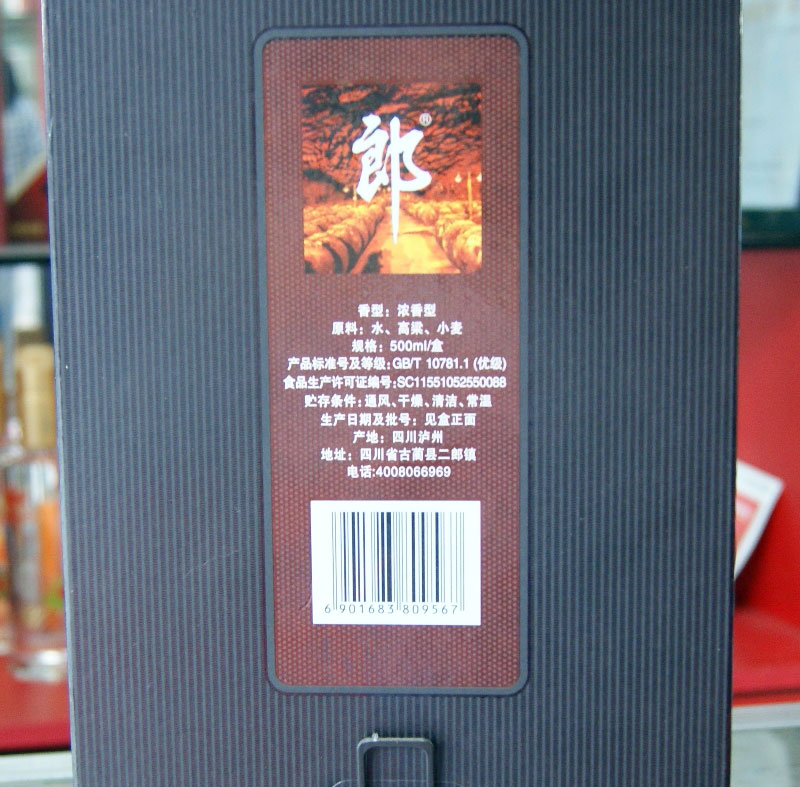 郎®
香型：浓香型
原料：水、高粱、小麦
规格：500ml/盒
产品标准号及等级:GB/T 10781.1 (优级)
食品生产许可证编号:SC11551052550088
贮存条件:通风、干燥、清洁、常温
生产日期及批号：见盒正面
产地：四川泸州
地址：四川省古蔺县二郎镇
电话:4008066969
6 901683 809567